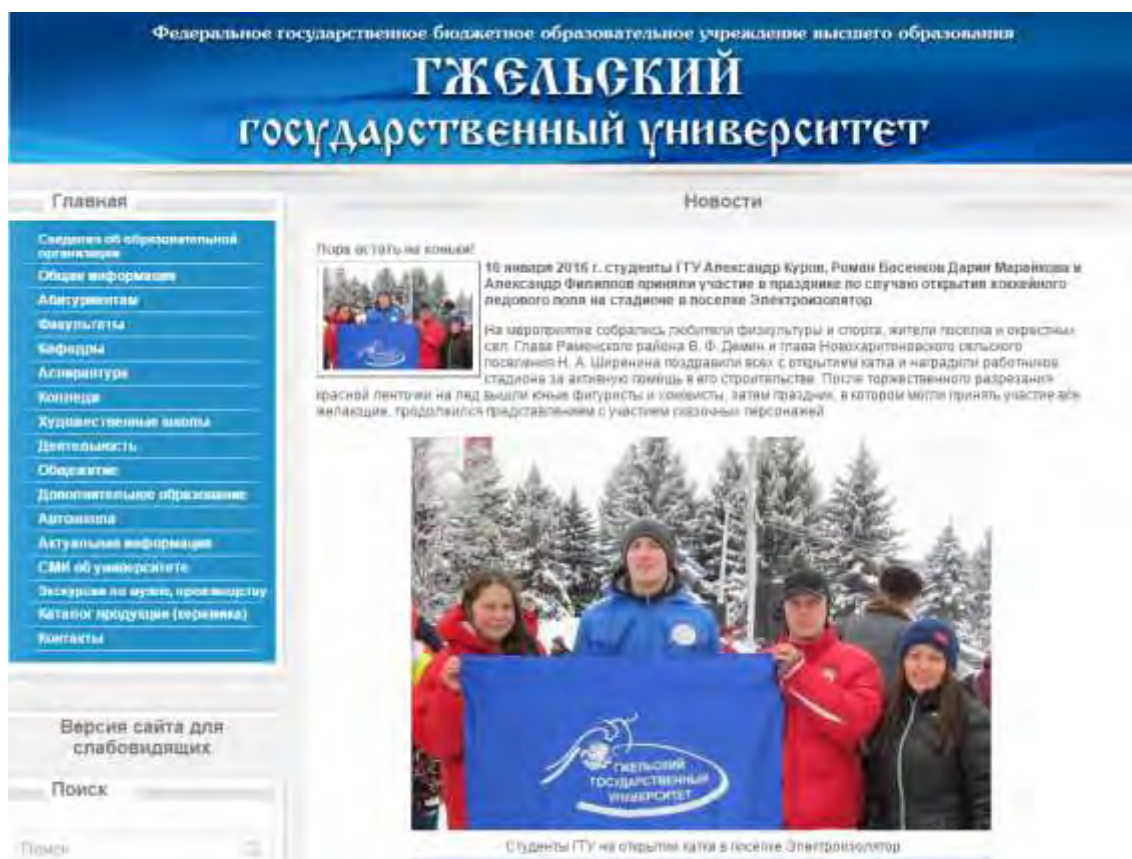 Федеральное государственное бюджетное образовательное учреждение высшего образования
ГЖЕЛЬСКИЙ
государственный университет
Главная
Сведения об образовательной
организации
Общая информация
Абитуриентам
Факультеты
Кафедры
Аспирантура
Колледж
Художественные школы
Деятельность
Общежитие
Дополнительное образование
Автошкола
Актуальная информация
СМИ об университете
Экскурсии по музею, производству
Каталог продукции (керамика)
Контакты
Версия сайта для
слабовидящих
Поиск
Поиск
Новости
Пора встать на коньки!
16 января 2016 г. студенты ГГУ Александр Куров, Роман Басенков Дария Марайкова и
Александр Филиппов приняли участие в празднике по случаю открытия хоккейного
ледового поля на стадионе в поселке Электроизолятор
На мероприятие собрались любители физкультуры и спорта, жители поселка и окрестных
сел. Глава Раменского района В. Ф. Демин и глава Новохаритоновского сельского
поселения Н. А. Ширенина поздравили всех с открытием катка и наградили работников
стадиона за активную помощь в его строительстве. После торжественного разрезания
красной ленточки на лед вышли юные фигуристы и хоккеисты, затем праздник, в котором могли принять участие все
желающие, продолжился представлением с участием сказочных персонажей
ГЖЕЛЬСКИЙ
ГОСУДАРСТВЕННЫЙ
УНИВЕРСИТЕТ
Студенты ГГУ на открытии катка в поселке Электроизолятор